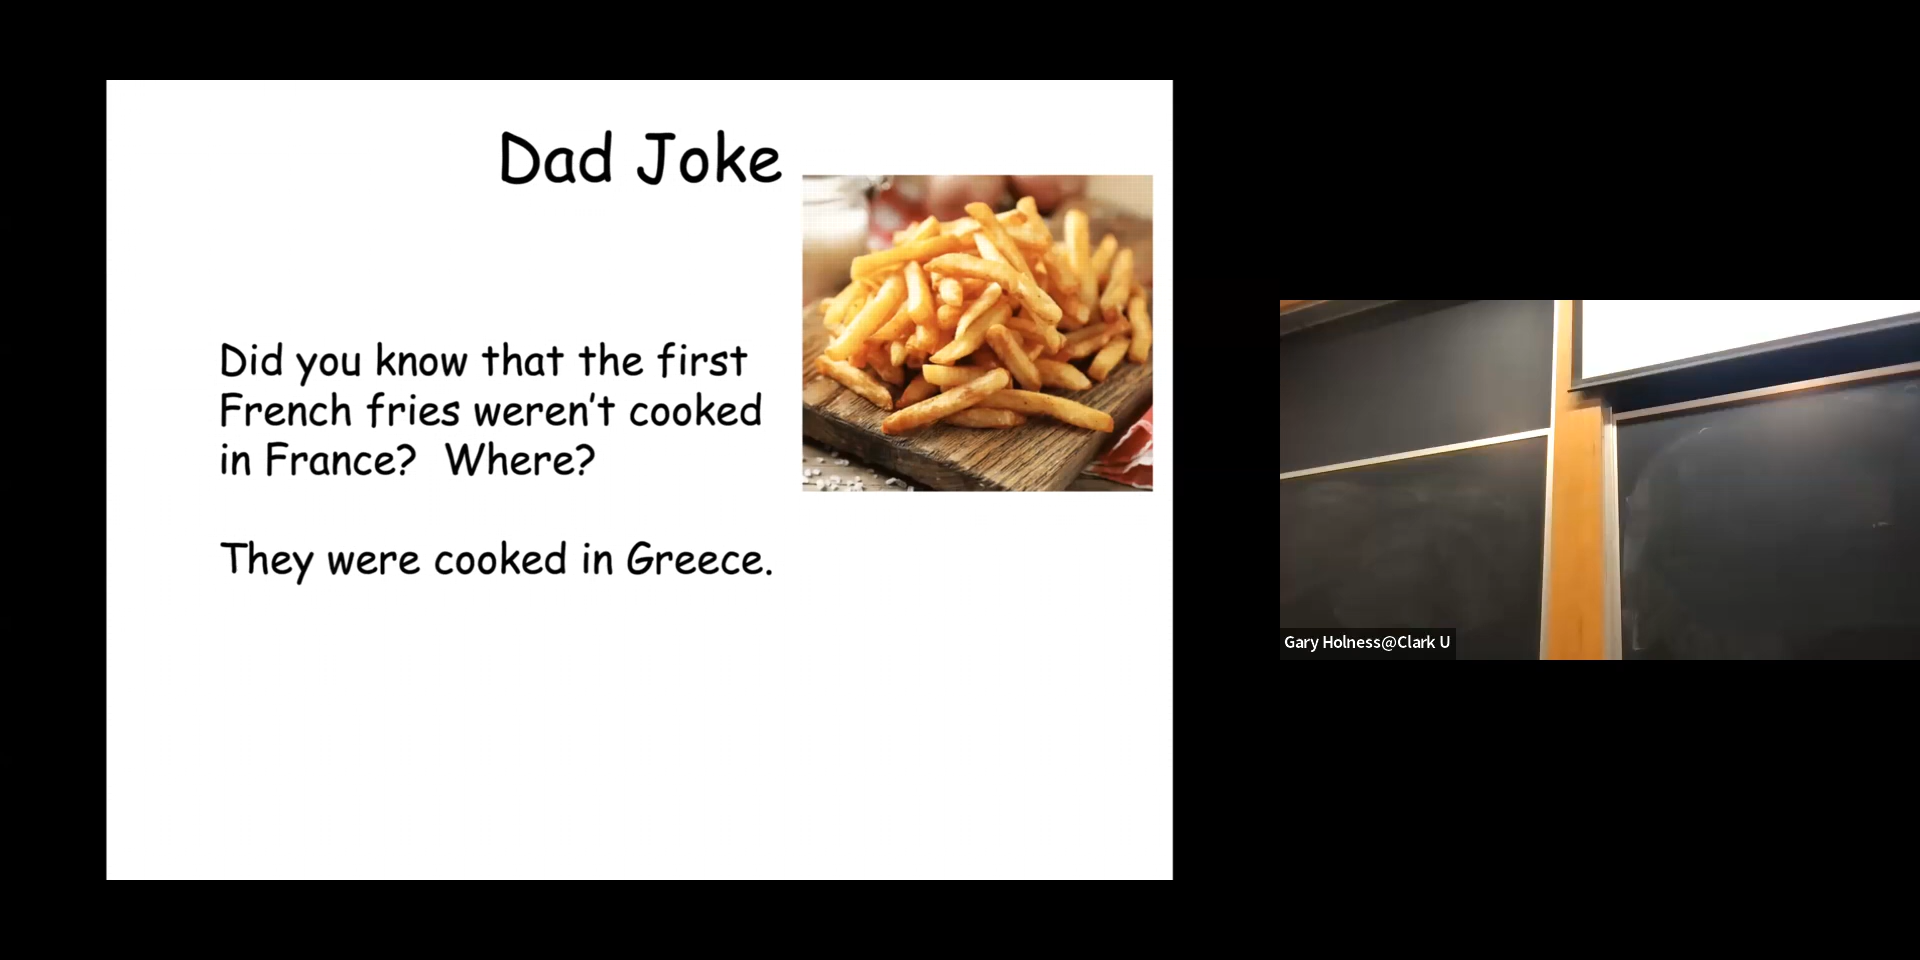 Dad Joke
Did you know that the first
French fries weren’t cooked
in France?  Where?
They were cooked in Greece.
Gary Holness@Clark U